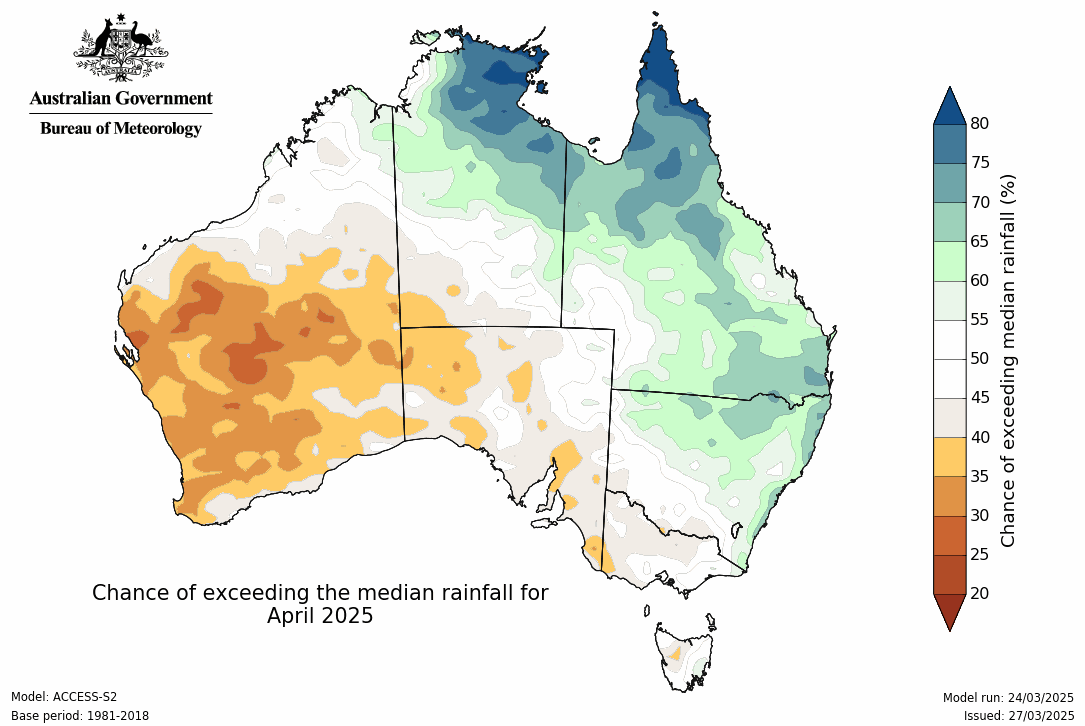 AUSTRALIA
Australian Government
Bureau of Meteorology
80
75
70
65
60
55
50
45
40
35
30
25
20
Chance of exceeding median rainfall (%)
Chance of exceeding the median rainfall for
April 2025
Model: ACCESS-S2
Base period: 1981-2018
Model run: 24/03/2025
Issued: 27/03/2025